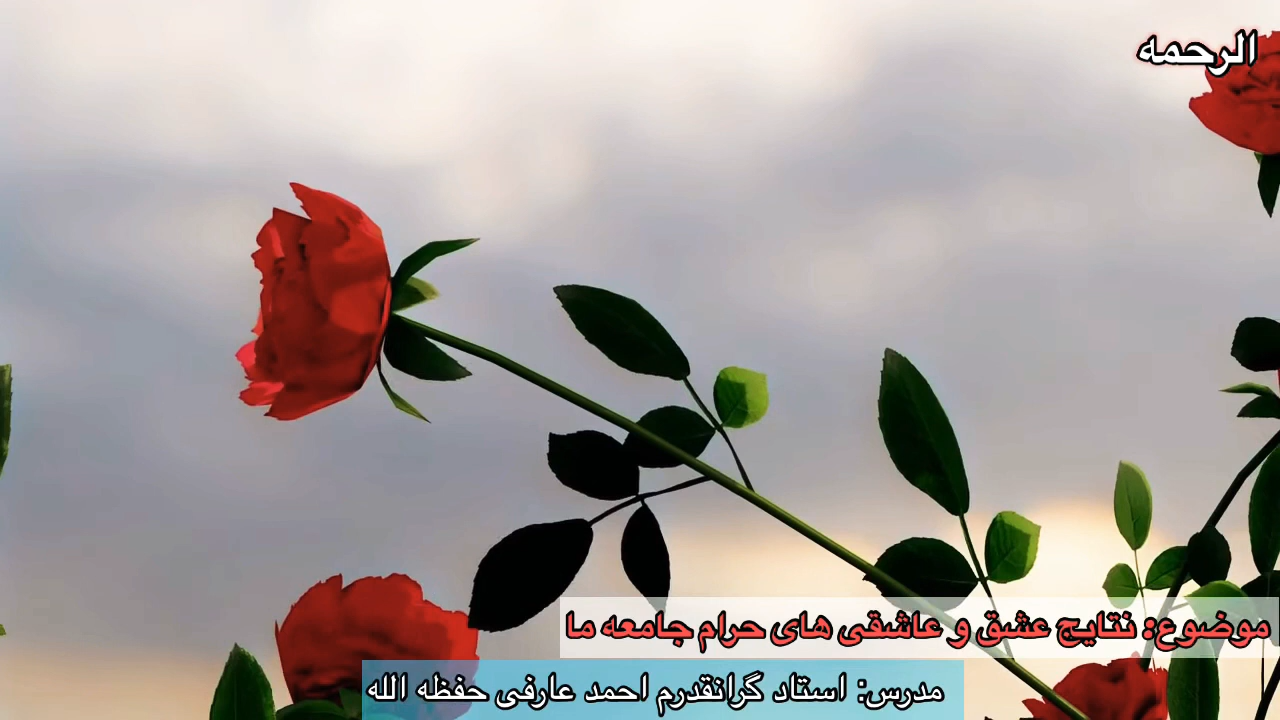 الرحمه
موضوع: نتایج عشق و عاشقی های حرام جامعه ما
مدرس: استاد گرانقدرم احمد عارفی حفظه الله